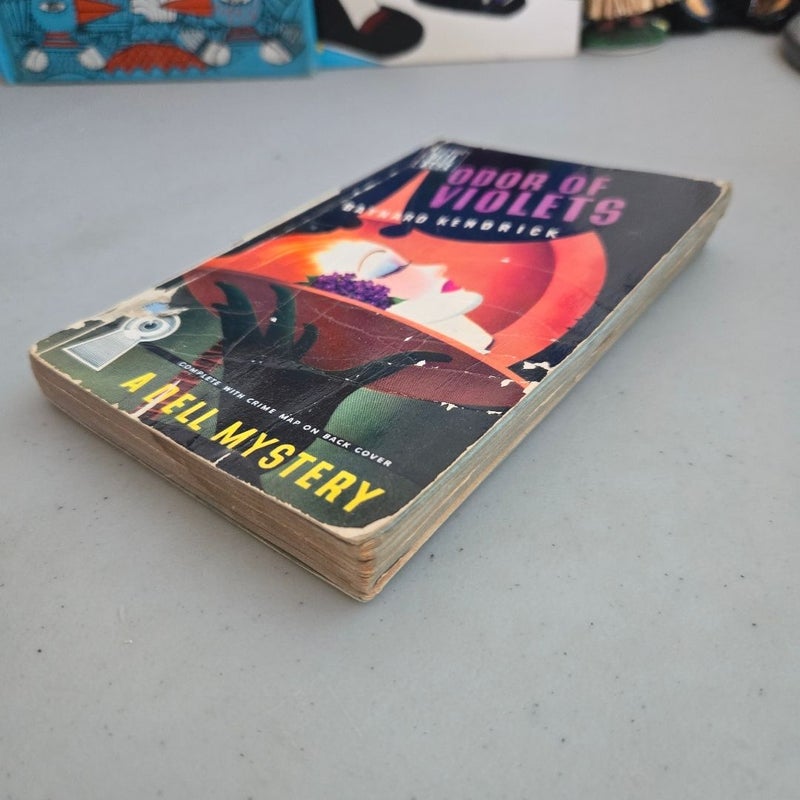 ODOR OF
VIOLETS
BAYNARD KENDRICK
COMPLETE WITH CRIME MAP ON BACK COVER
A DELL MYSTERY